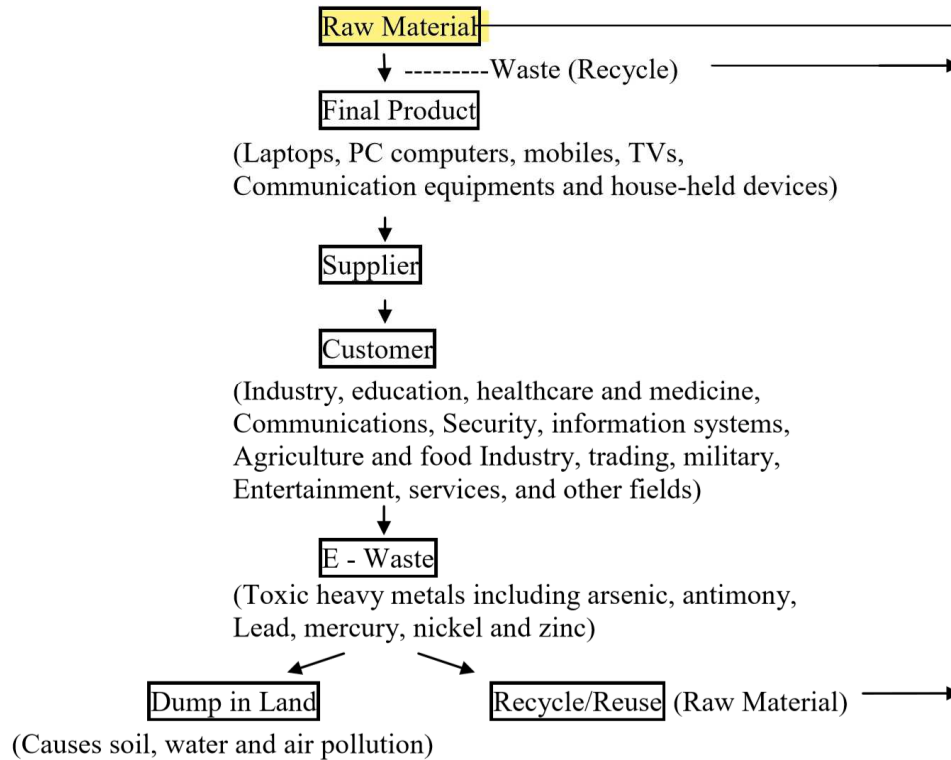 Raw Material
---------Waste (Recycle)
Final Product
(Laptops, PC computers, mobiles, TVs,
Communication equipments and house-held devices)
Supplier
Customer
(Industry, education, healthcare and medicine,
Communications, Security, information systems,
Agriculture and food Industry, trading, military,
Entertainment, services, and other fields)
E - Waste
(Toxic heavy metals including arsenic, antimony,
Lead, mercury, nickel and zinc)
Dump in Land Recycle/Reuse (Raw Material)
(Causes soil, water and air pollution)